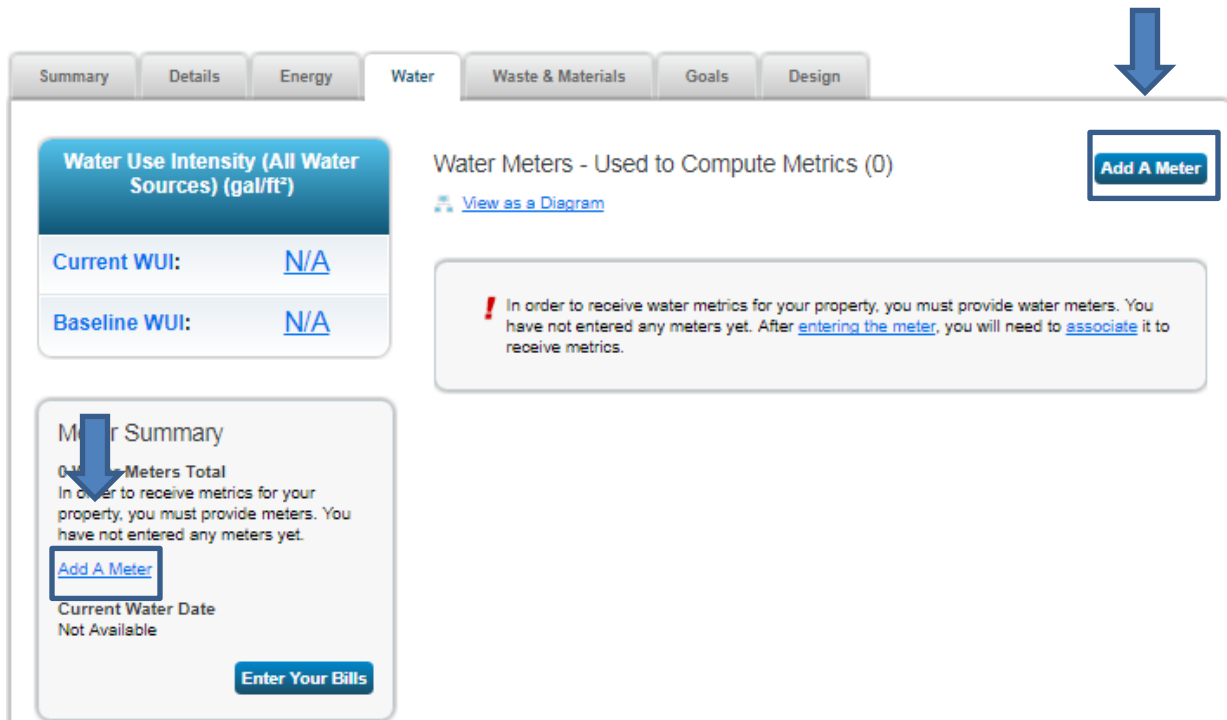 Summary
Details
Energy
Water
Waste & Materials
Goals
Design
Water Use Intensity (All Water
Sources) (gal/ft²)
Current WUI: N/A
Baseline WUI: N/A
Water Meters - Used to Compute Metrics (0)
View as a Diagram
Add A Meter
! In order to receive water metrics for your property, you must provide water meters. You
have not entered any meters yet. After entering the meter, you will need to associate it to
receive metrics.
Summary
0 Meters Total
In order to receive metrics for your
property, you must provide meters. You
have not entered any meters yet.
Add A Meter
Current Water Date
Not Available
Enter Your Bills